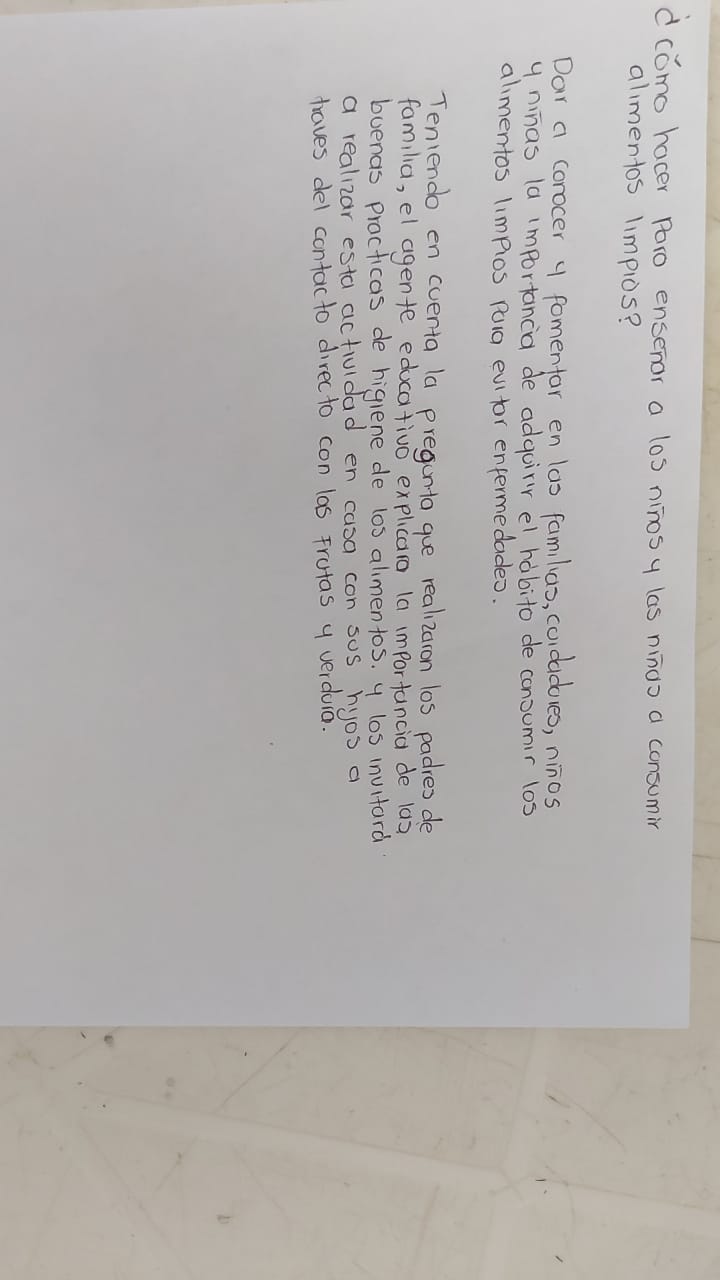 ¿cómo hacer para enseñar a los niños y las niñas a consumir
alimentos limpios?
Dar a conocer y fomentar en las familias, cuidadores, niños
y niñas la importancia de adquirir el hábito de consumir los
alimentos limpios para evitar enfermedades.
Teniendo en cuenta la pregunta que realizaron los padres de
familia, el agente educativo explicara la importancia de las
buenas practicas de higiene de los alimentos. y los invitará
a realizar esta actividad en casa con sus hijos a
traves del contacto directo con las frutas y verdura.